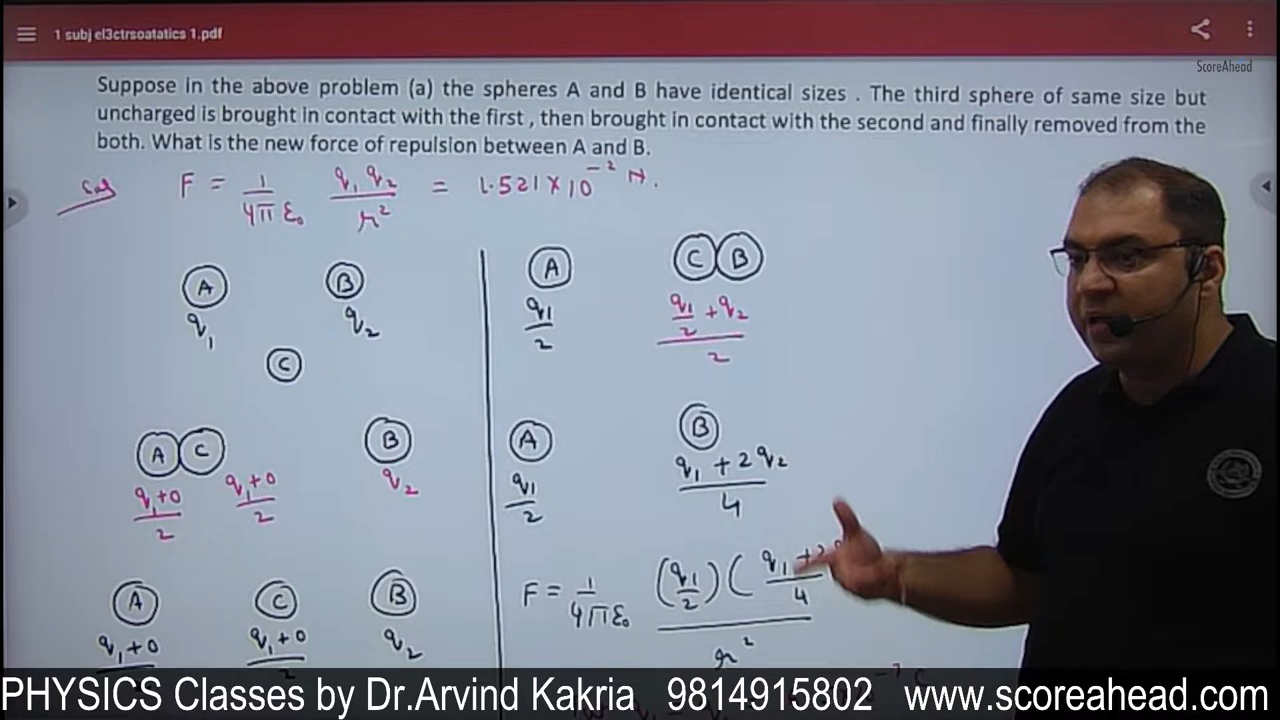 1 subj el3ctrsoatatics 1.pdf
ScoreAhead
Suppose in the above problem (a) the spheres A and B have identical sizes . The third sphere of same size but
uncharged is brought in contact with the first , then brought in contact with the second and finally removed from the
both. What is the new force of repulsion between A and B.
Sol F = 1/4πε₀ q₁q₂/r² = 1.521 × 10⁻² N.
A B
q₁ q₂
C
A C B
q₁+0/2 q₁+0/2 q₂
A C B
q₁+0 q₁+0/2 q₂
A C B
q₁/2 q₁/2 + q₂/2
A B
q₁/2 q₁ + 2q₂/4
F = 1/4πε₀ (q₁/2)(q₁ + 2/4 r²
PHYSICS Classes by Dr.Arvind Kakria 9814915802 www.scoreahead.com